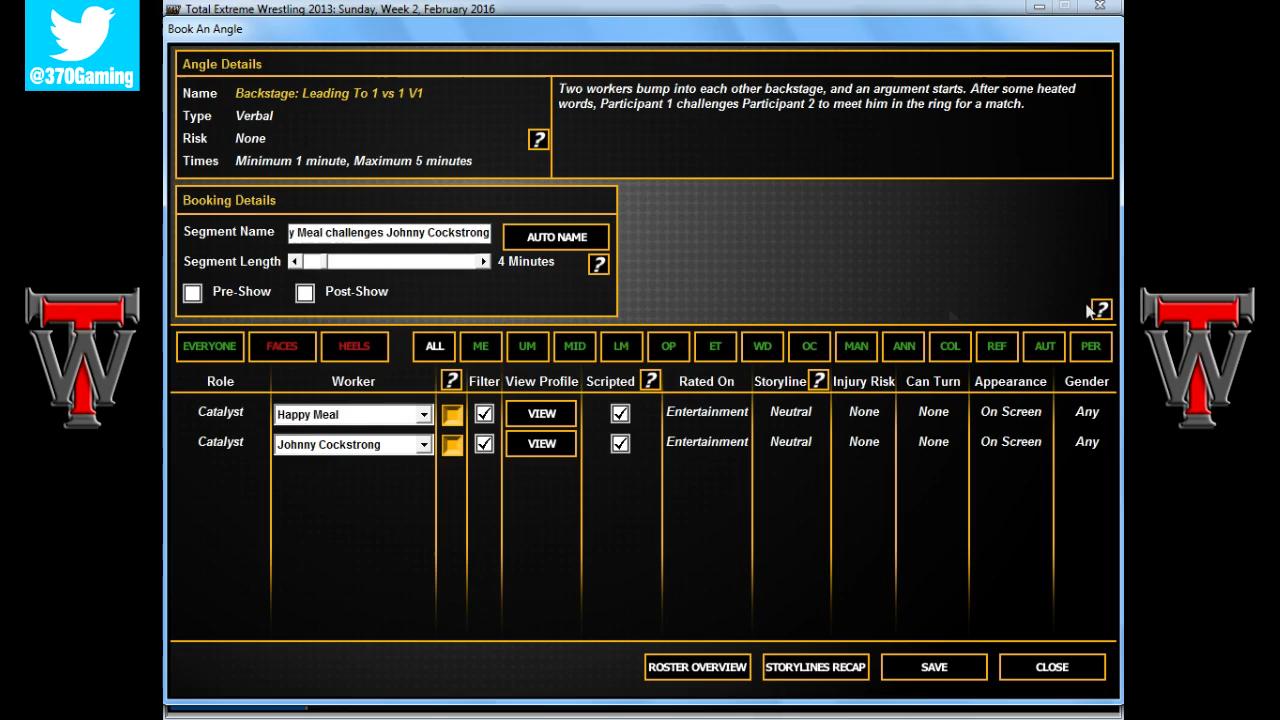 Total Extreme Wrestling 2013: Sunday, Week 2, February 2016
@370Gaming
Book An Angle
Angle Details
Name Backstage: Leading To 1 vs 1 V1
Type Verbal
Risk None
Times Minimum 1 minute, Maximum 5 minutes
?
Two workers bump into each other backstage, and an argument starts. After some heated
words, Participant 1 challenges Participant 2 to meet him in the ring for a match.
Booking Details
Segment Name y Meal challenges Johnny Cockstrong AUTO NAME
Segment Length 4 Minutes ?
Pre-Show Post-Show
?
EVERYONE FACES HEELS ALL ME UM MID LM OP ET WD OC MAN ANN COL REF AUT PER
Role Worker ? Filter View Profile Scripted ? Rated On Storyline ? Injury Risk Can Turn Appearance Gender
Catalyst Happy Meal VIEW Entertainment Neutral None None On Screen Any
Catalyst Johnny Cockstrong VIEW Entertainment Neutral None None On Screen Any
ROSTER OVERVIEW STORYLINES RECAP SAVE CLOSE